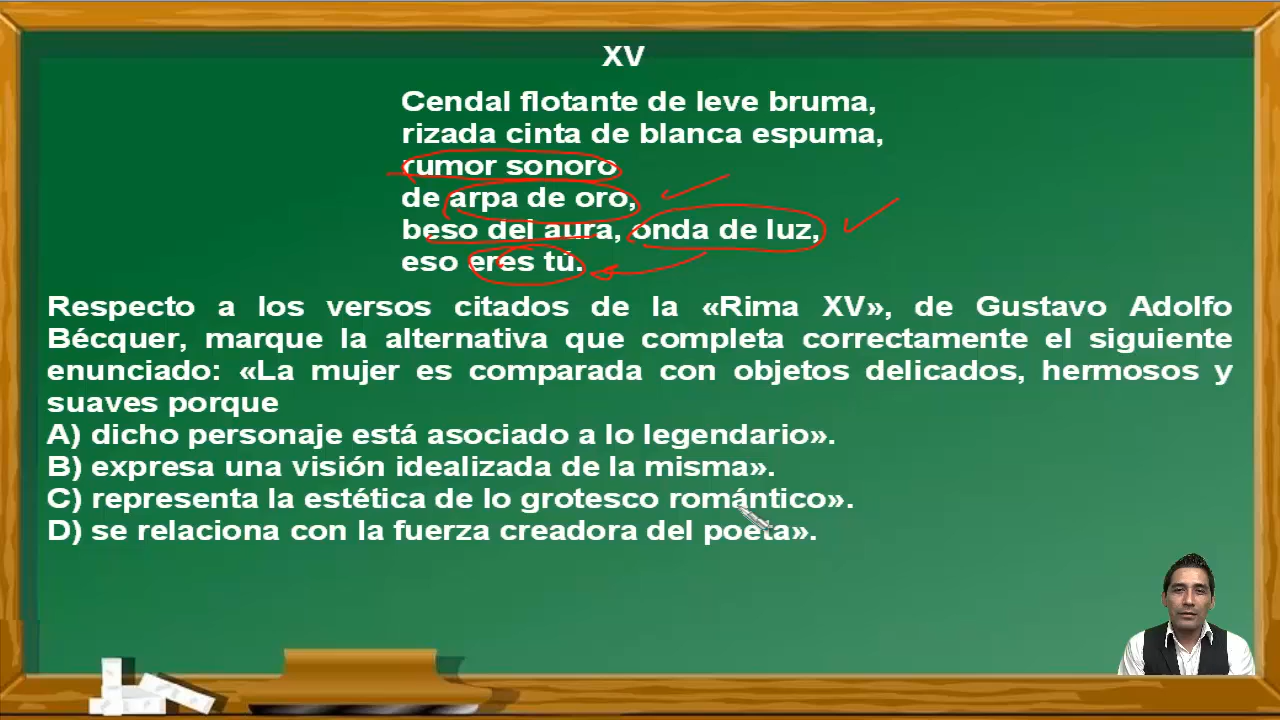 XV
Cendal flotante de leve bruma,
rizada cinta de blanca espuma,
rumor sonoro
de arpa de oro,
beso del aura, onda de luz,
eso eres tú.
Respecto a los versos citados de la «Rima XV», de Gustavo Adolfo
Bécquer, marque la alternativa que completa correctamente el siguiente
enunciado: «La mujer es comparada con objetos delicados, hermosos y
suaves porque
A) dicho personaje está asociado a lo legendario».
B) expresa una visión idealizada de la misma».
C) representa la estética de lo grotesco romántico».
D) se relaciona con la fuerza creadora del poeta».